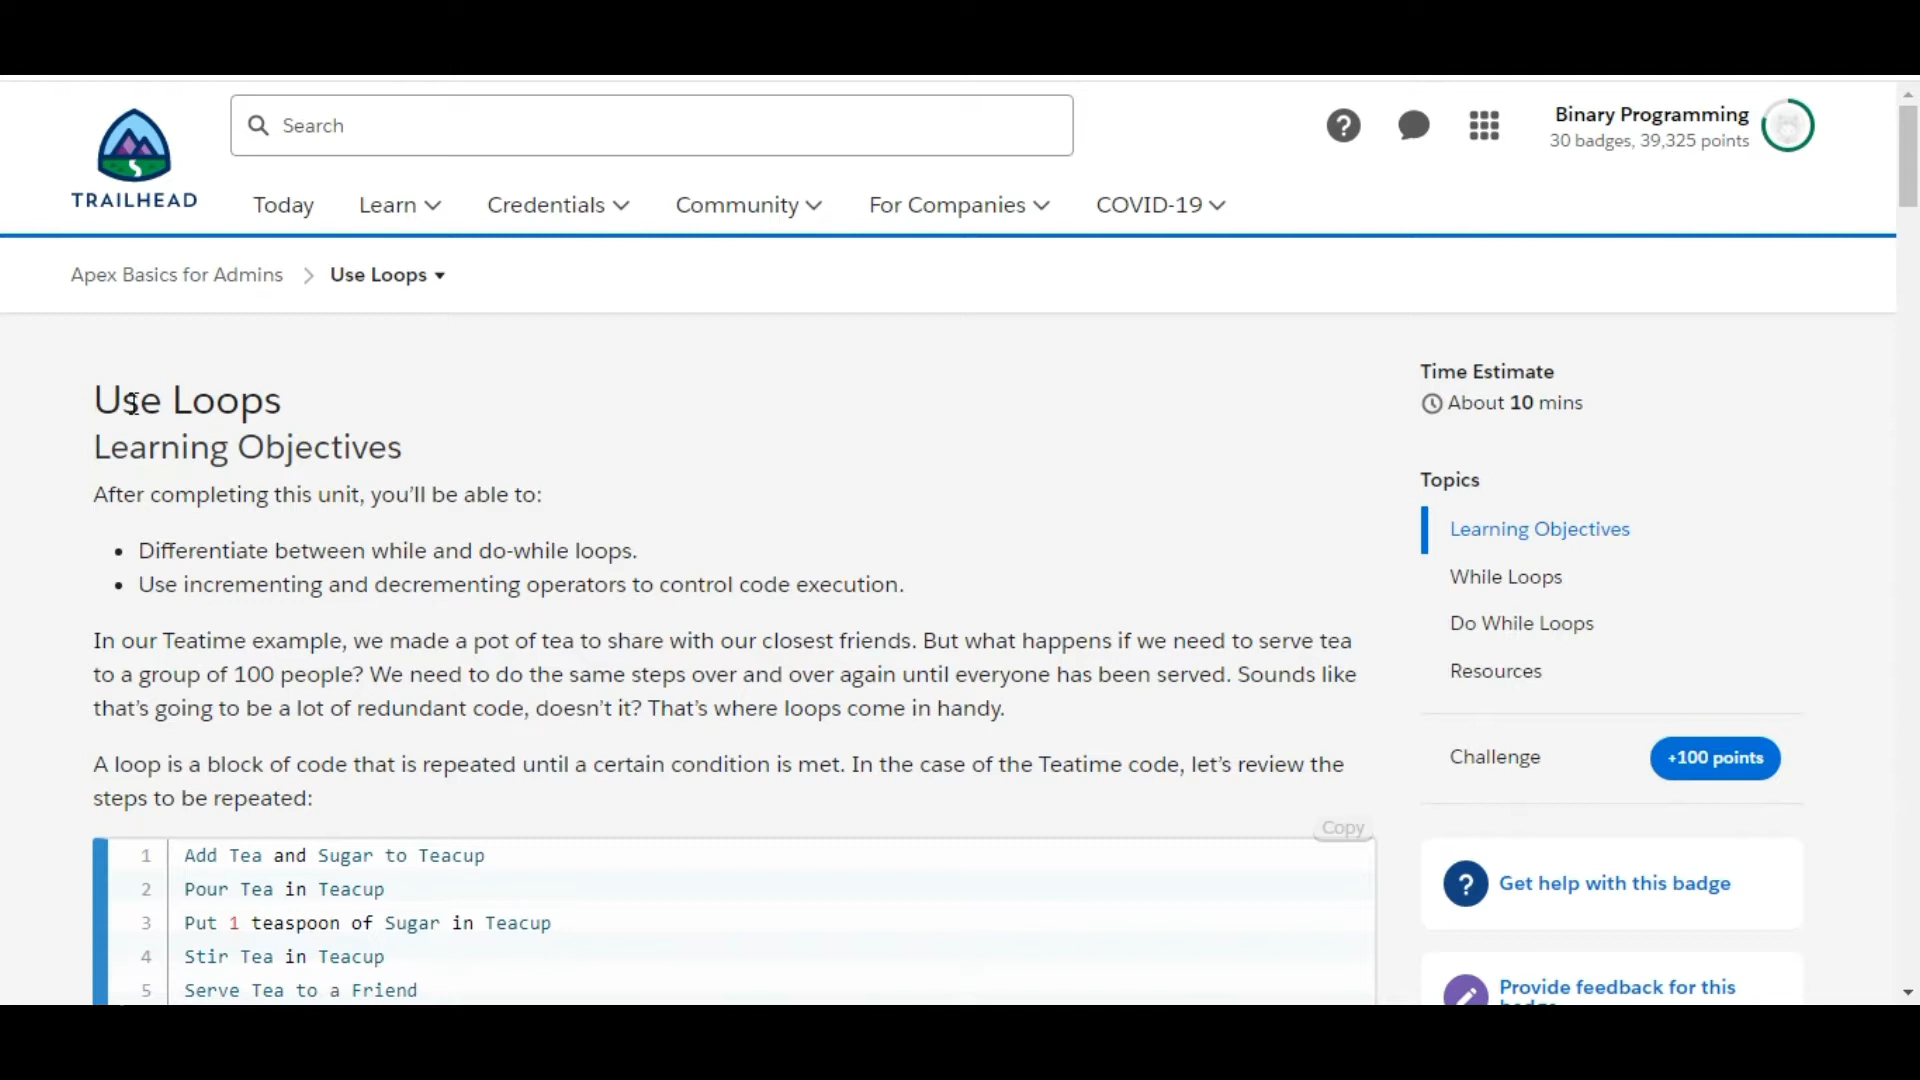 Search
Binary Programming
30 badges, 39,325 points
TRAILHEAD
Today Learn Credentials Community For Companies COVID-19
Apex Basics for Admins Use Loops
Use Loops
Learning Objectives
After completing this unit, you’ll be able to:
• Differentiate between while and do-while loops.
• Use incrementing and decrementing operators to control code execution.
In our Teatime example, we made a pot of tea to share with our closest friends. But what happens if we need to serve tea
to a group of 100 people? We need to do the same steps over and over again until everyone has been served. Sounds like
that’s going to be a lot of redundant code, doesn’t it? That’s where loops come in handy.
A loop is a block of code that is repeated until a certain condition is met. In the case of the Teatime code, let’s review the
steps to be repeated:
Copy
1 Add Tea and Sugar to Teacup
2 Pour Tea in Teacup
3 Put 1 teaspoon of Sugar in Teacup
4 Stir Tea in Teacup
5 Serve Tea to a Friend
Time Estimate
About 10 mins
Topics
Learning Objectives
While Loops
Do While Loops
Resources
Challenge +100 points
? Get help with this badge
Provide feedback for this